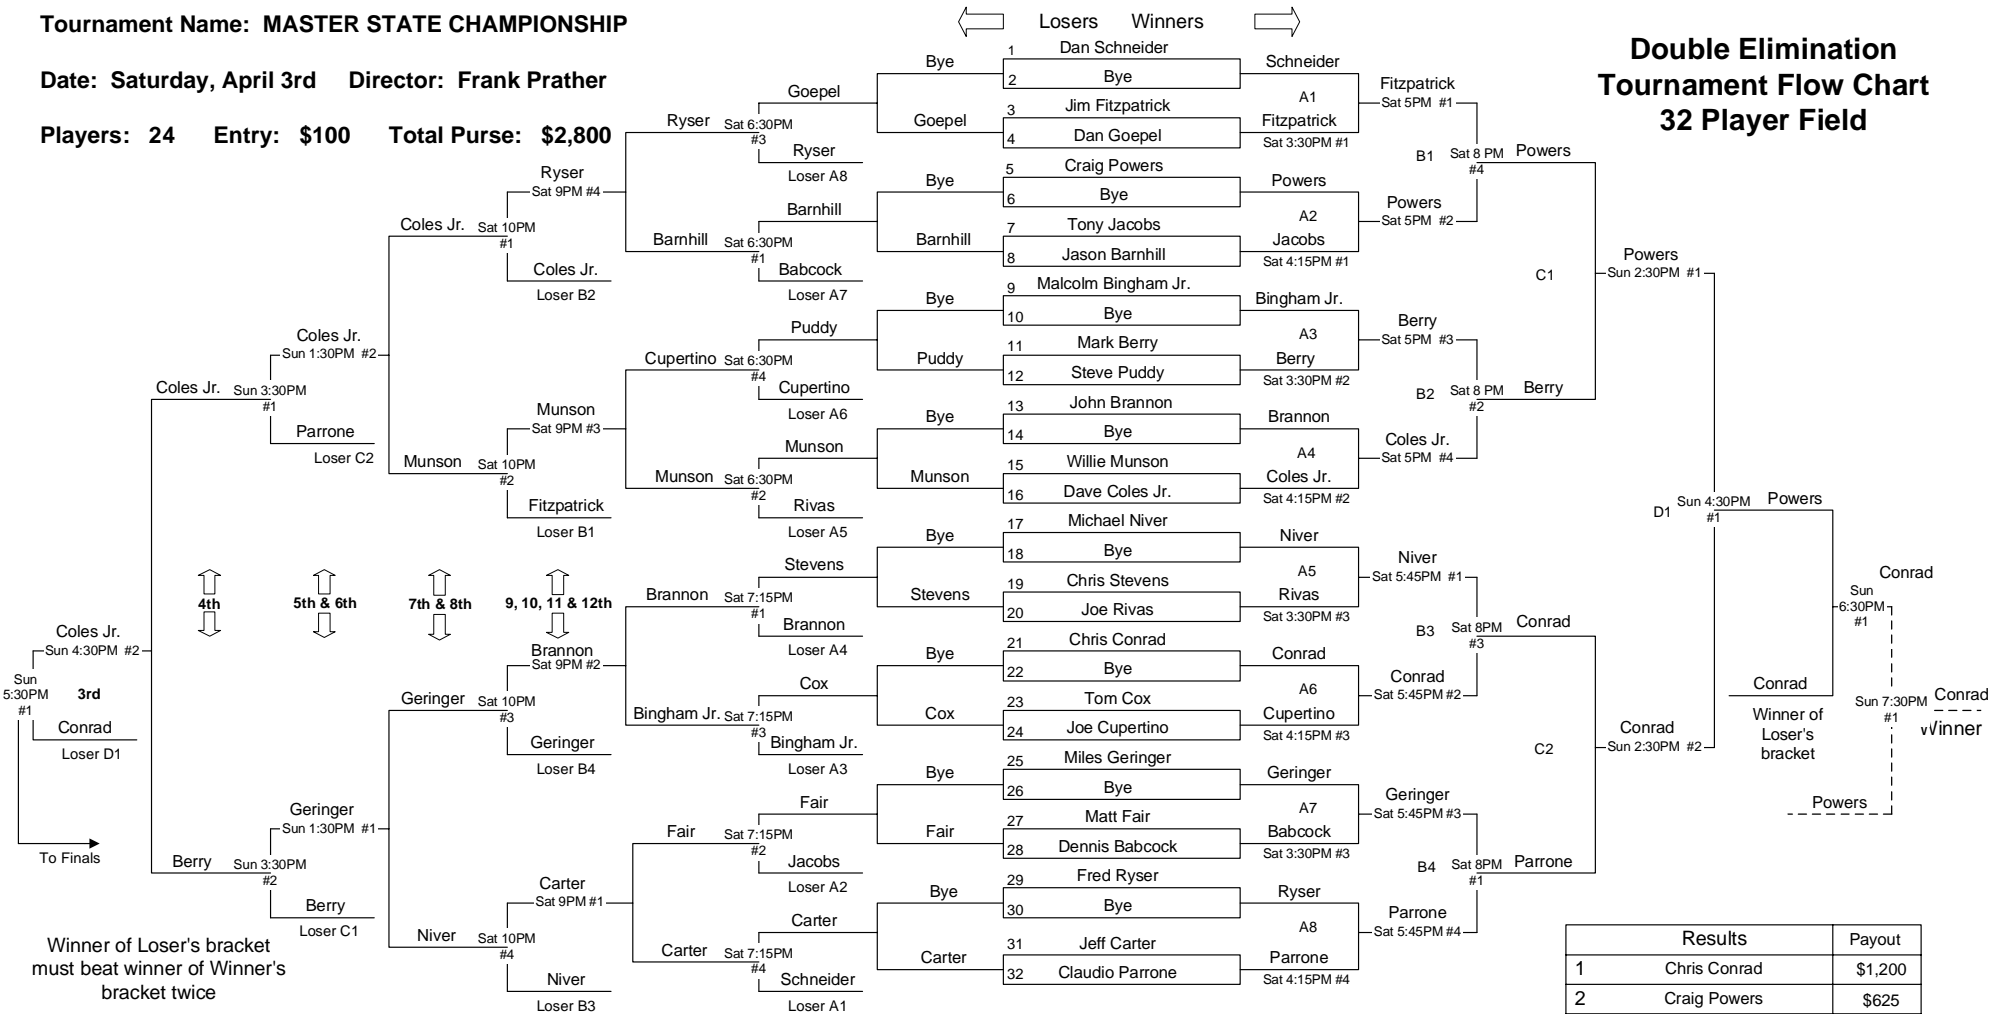 Tournament Name: MASTER STATE CHAMPIONSHIP
Date: Saturday, April 3rd Director: Frank Prather
Players: 24 Entry: $100 Total Purse: $2,800
Losers Winners
Double Elimination
Tournament Flow Chart
32 Player Field
1 Dan Schneider
2 Bye
3 Jim Fitzpatrick
4 Dan Goepel
5 Craig Powers
6 Bye
7 Tony Jacobs
8 Jason Barnhill
9 Malcolm Bingham Jr.
10 Bye
11 Mark Berry
12 Steve Puddy
13 John Brannon
14 Bye
15 Willie Munson
16 Dave Coles Jr.
17 Michael Niver
18 Bye
19 Chris Stevens
20 Joe Rivas
21 Chris Conrad
22 Bye
23 Tom Cox
24 Joe Cupertino
25 Miles Geringer
26 Bye
27 Matt Fair
28 Dennis Babcock
29 Fred Ryser
30 Bye
31 Jeff Carter
32 Claudio Parrone
Schneider
A1
Fitzpatrick
Sat 3:30PM #1
Powers
A2
Jacobs
Sat 4:15PM #1
Bingham Jr.
A3
Berry
Sat 3:30PM #2
Brannon
A4
Coles Jr.
Sat 4:15PM #2
Niver
A5
Rivas
Sat 3:30PM #3
Conrad
A6
Cupertino
Sat 4:15PM #3
Geringer
A7
Babcock
Sat 3:30PM #3
Ryser
A8
Parrone
Sat 4:15PM #4
Fitzpatrick
Sat 5PM #1
B1 Sat 8 PM
#4
Powers
Sat 5PM #2
Berry
Sat 5PM #3
B2 Sat 8 PM
#2
Coles Jr.
Sat 5PM #4
Niver
Sat 5:45PM #1
B3 Sat 8PM
#3
Conrad
Sat 5:45PM #2
Geringer
Sat 5:45PM #3
B4 Sat 8PM
#1
Parrone
Sat 5:45PM #4
Powers
C1
Berry
Conrad
C2
Parrone
Powers
Sun 2:30PM #1
D1 Sun 4:30PM
#1
Conrad
Sun 2:30PM #2
Powers
Conrad
Winner of
Loser's
bracket
Conrad
Sun
6:30PM
#1
Sun 7:30PM
#1
Powers
Conrad
Winner
Bye
Goepel
Bye
Barnhill
Bye
Puddy
Bye
Munson
Bye
Stevens
Bye
Cox
Bye
Fair
Bye
Carter
Goepel
Sat 6:30PM
#3
Ryser
Loser A8
Barnhill
Sat 6:30PM
#1
Babcock
Loser A7
Puddy
Sat 6:30PM
#4
Cupertino
Loser A6
Munson
Sat 6:30PM
#2
Rivas
Loser A5
Stevens
Sat 7:15PM
#1
Brannon
Loser A4
Cox
Sat 7:15PM
#3
Bingham Jr.
Loser A3
Fair
Sat 7:15PM
#2
Jacobs
Loser A2
Carter
Sat 7:15PM
#4
Schneider
Loser A1
Ryser
Barnhill
Cupertino
Munson
Brannon
Bingham Jr.
Fair
Carter
Ryser
Sat 9PM #4
Sat 10PM
#1
Coles Jr.
Loser B2
Munson
Sat 9PM #3
Sat 10PM
#2
Fitzpatrick
Loser B1
9, 10, 11 & 12th
Brannon
Sat 9PM #2
Sat 10PM
#3
Geringer
Loser B4
Carter
Sat 9PM #1
Sat 10PM
#4
Niver
Loser B3
Coles Jr.
Munson
7th & 8th
Geringer
Niver
Coles Jr.
Sun 1:30PM #2
Sun 3:30PM
#1
Parrone
Loser C2
5th & 6th
Geringer
Sun 1:30PM #1
Sun 3:30PM
#2
Berry
Loser C1
Coles Jr.
4th
Berry
Coles Jr.
Sun 4:30PM #2
Sun
5:30PM
#1
3rd
Conrad
Loser D1
To Finals
Winner of Loser's bracket
must beat winner of Winner's
bracket twice
Results Payout
1 Chris Conrad $1,200
2 Craig Powers $625